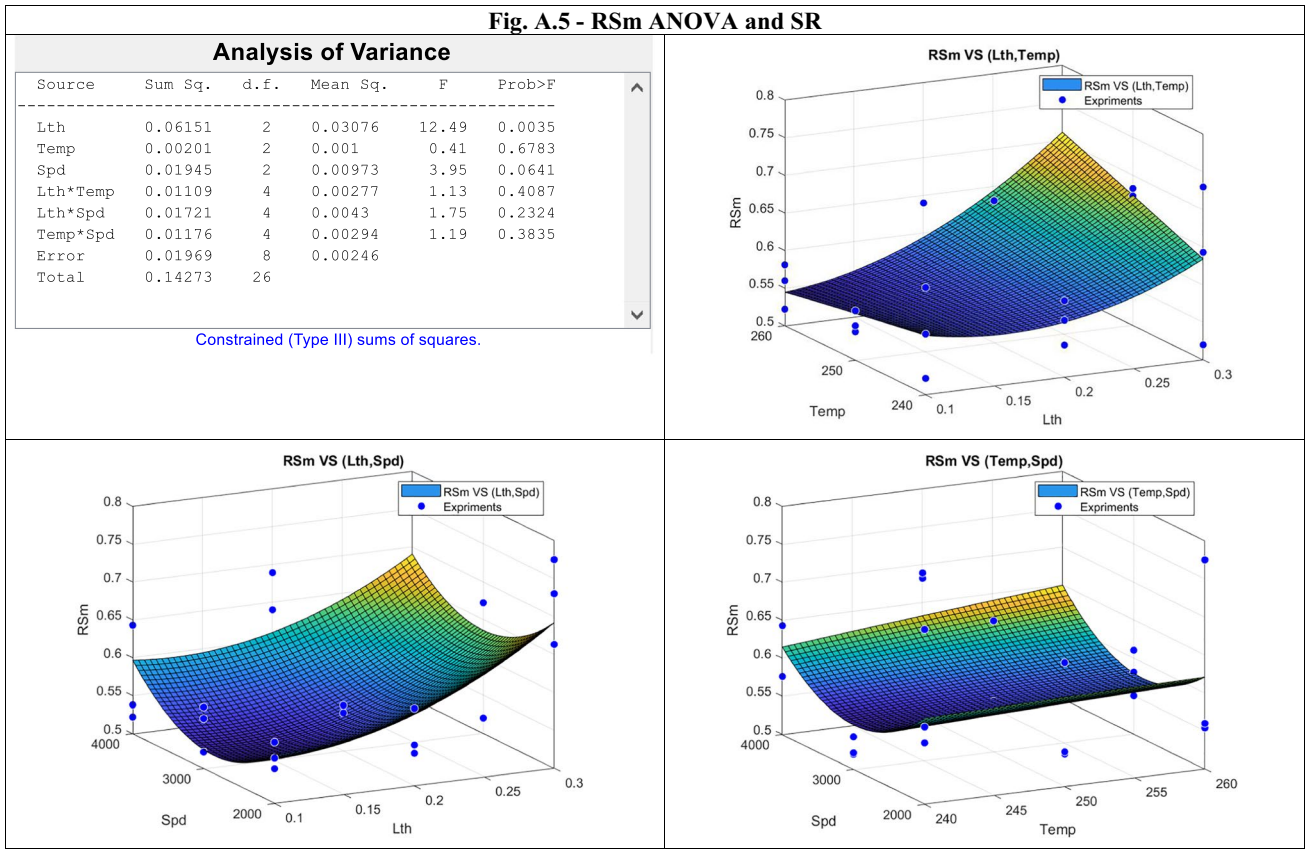 Fig. A.5 - RSm ANOVA and SR
Analysis of Variance
Source Sum Sq. d.f. Mean Sq. F Prob>F
Lth 0.06151 2 0.03076 12.49 0.0035
Temp 0.00201 2 0.001 0.41 0.6783
Spd 0.01945 2 0.00973 3.95 0.0641
Lth*Temp 0.01109 4 0.00277 1.13 0.4087
Lth*Spd 0.01721 4 0.0043 1.75 0.2324
Temp*Spd 0.01176 4 0.00294 1.19 0.3835
Error 0.01969 8 0.00246
Total 0.14273 26
Constrained (Type III) sums of squares.
RSm VS (Lth,Temp)
RSm VS (Lth,Temp)
Expriments
0.8
0.75
0.7
0.65
0.6
0.55
0.5
RSm
260
250
240
Temp
0.1
0.15
0.2
0.25
0.3
Lth
RSm VS (Lth,Spd)
RSm VS (Lth,Spd)
Expriments
0.8
0.75
0.7
0.65
0.6
0.55
0.5
RSm
4000
3000
2000
Spd
0.1
0.15
0.2
0.25
0.3
Lth
RSm VS (Temp,Spd)
RSm VS (Temp,Spd)
Expriments
0.8
0.75
0.7
0.65
0.6
0.55
0.5
RSm
4000
3000
2000
Spd
240
245
250
255
260
Temp